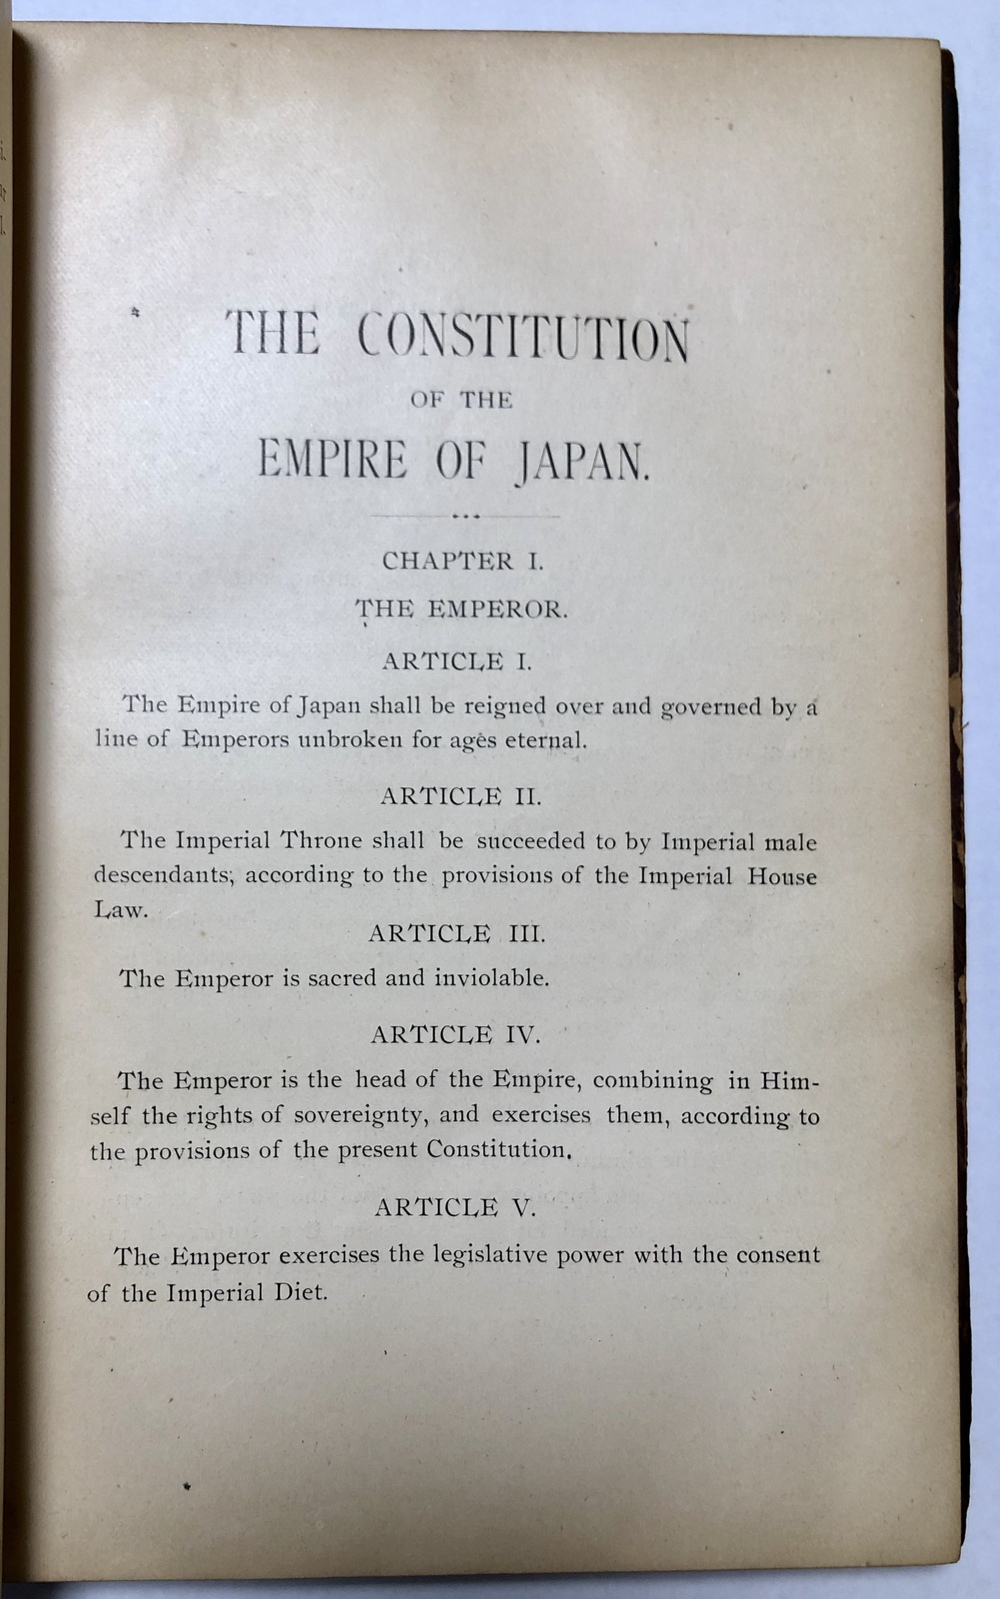 THE CONSTITUTION
OF THE
EMPIRE OF JAPAN.
CHAPTER I.
THE EMPEROR.
ARTICLE I.
The Empire of Japan shall be reigned over and governed by a
line of Emperors unbroken for ages eternal.
ARTICLE II.
The Imperial Throne shall be succeeded to by Imperial male
descendants, according to the provisions of the Imperial House
Law.
ARTICLE III.
The Emperor is sacred and inviolable.
ARTICLE IV.
The Emperor is the head of the Empire, combining in Him-
self the rights of sovereignty, and exercises them, according to
the provisions of the present Constitution.
ARTICLE V.
The Emperor exercises the legislative power with the consent
of the Imperial Diet.